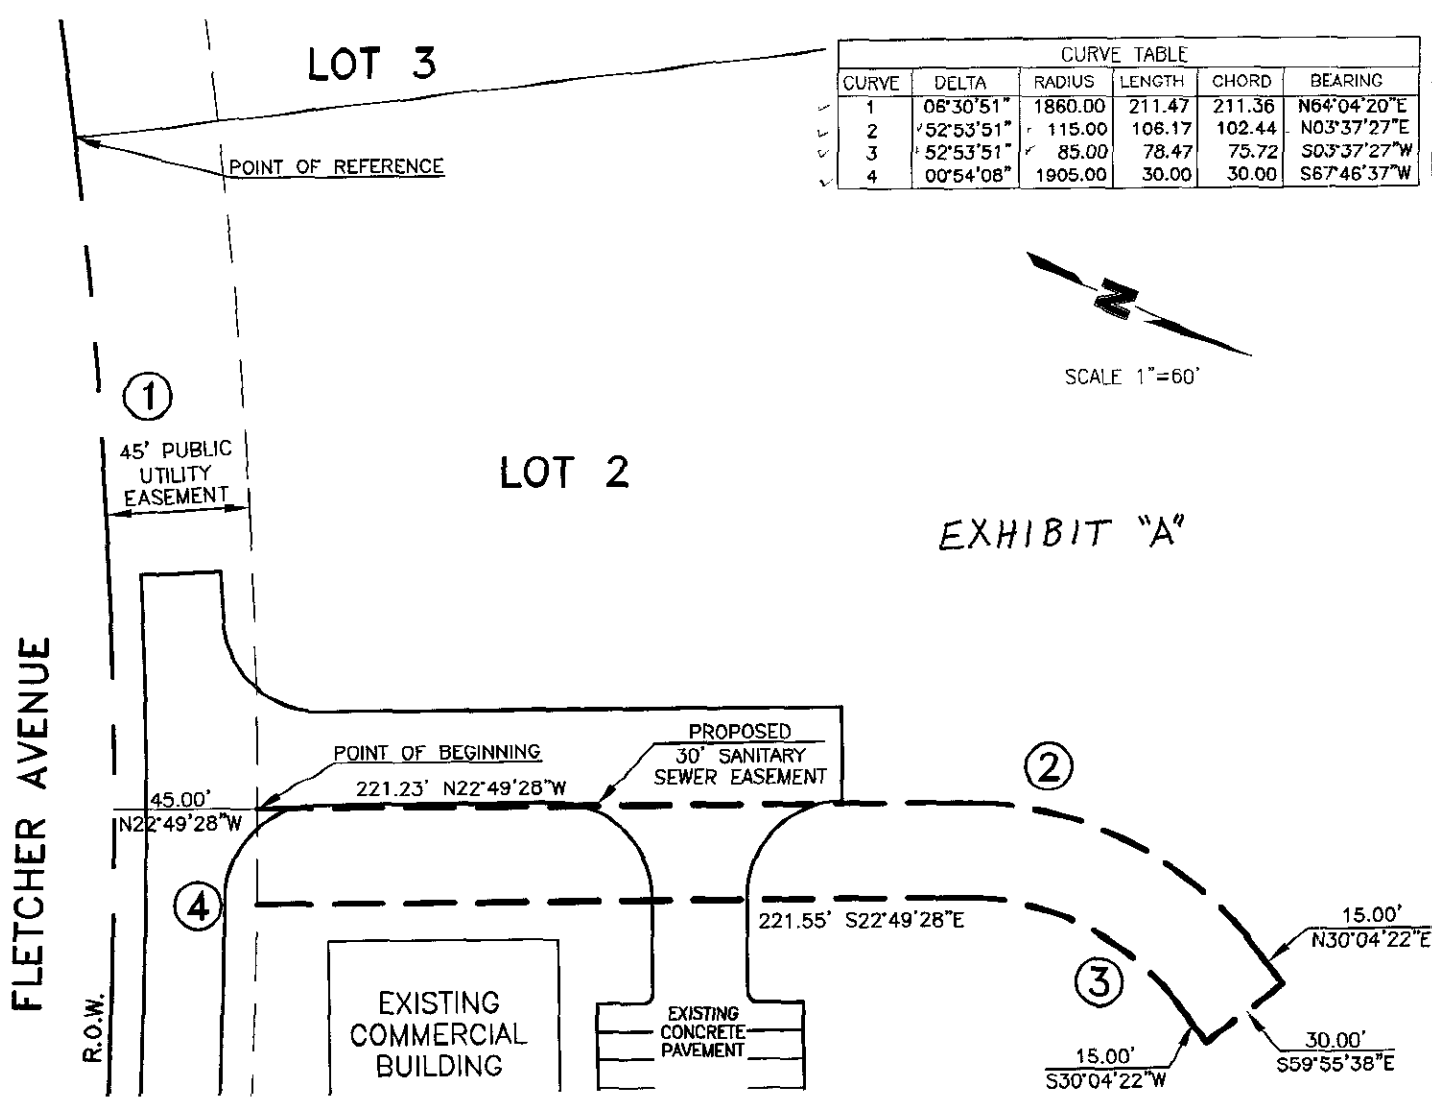 LOT 3
POINT OF REFERENCE
CURVE TABLE
CURVE DELTA RADIUS LENGTH CHORD BEARING
1 06°30'51" 1860.00 211.47 211.36 N64°04'20"E
2 52°53'51" 115.00 106.17 102.44 N03°37'27"E
3 52°53'51" 85.00 78.47 75.72 S03°37'27"W
4 00°54'08" 1905.00 30.00 30.00 S67°46'37"W
N
SCALE 1"=60'
1
45' PUBLIC
UTILITY
EASEMENT
LOT 2
EXHIBIT "A"
FLETCHER AVENUE
R.O.W.
POINT OF BEGINNING
221.23' N22°49'28"W
PROPOSED
30' SANITARY
SEWER EASEMENT
2
45.00'
N22°49'28"W
4
221.55' S22°49'28"E
3
15.00'
N30°04'22"E
30.00'
S59°55'38"E
15.00'
S30°04'22"W
EXISTING
COMMERCIAL
BUILDING
EXISTING
CONCRETE
PAVEMENT